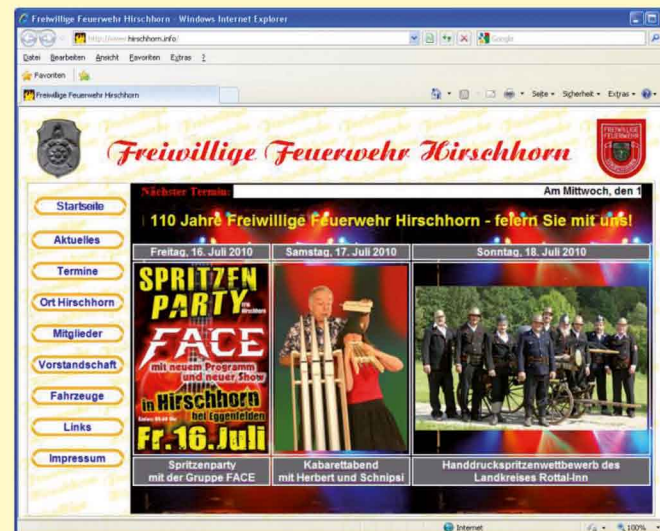 Freiwillige Feuerwehr Hirschhorn - Windows Internet Explorer
http://www.hirschhorn.info/
Google
Datei Bearbeiten Ansicht Favoriten Extras ?
Favoriten
Freiwillige Feuerwehr Hirschhorn
Seite Sicherheit Extras
Freiwillige Feuerwehr Hirschhorn
FREIWILLIGE
FEUERWEHR
Nächster Termin:
Am Mittwoch, den 1
110 Jahre Freiwillige Feuerwehr Hirschhorn - feiern Sie mit uns!
Startseite
Aktuelles
Termine
Ort Hirschhorn
Mitglieder
Vorstandschaft
Fahrzeuge
Links
Impressum
Freitag, 16. Juli 2010
Samstag, 17. Juli 2010
Sonntag, 18. Juli 2010
SPRITZEN
PARTY
FACE
mit neuem Programm
und neuer Show
in Hirschhorn
bei Eggenfelden
Fr.16.Juli
Spritzenparty
mit der Gruppe FACE
Kabarettabend
mit Herbert und Schnipsi
Handdruckspritzenwettbewerb des
Landkreises Rottal-Inn
Internet
100%